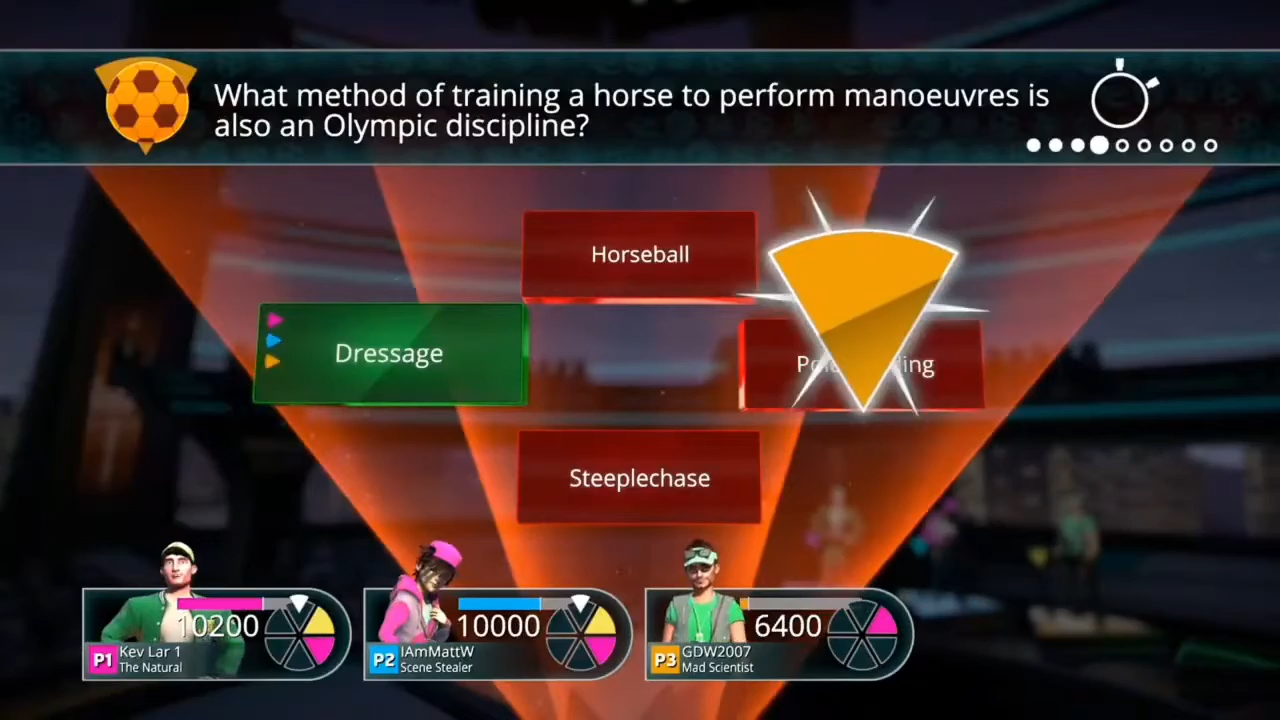 What method of training a horse to perform manoeuvres is
also an Olympic discipline?
Horseball
Dressage
Steeplechase
10200
P1
Kev Lar 1
The Natural
10000
P2
IAmMattW
Scene Stealer
6400
P3
GDW2007
Mad Scientist